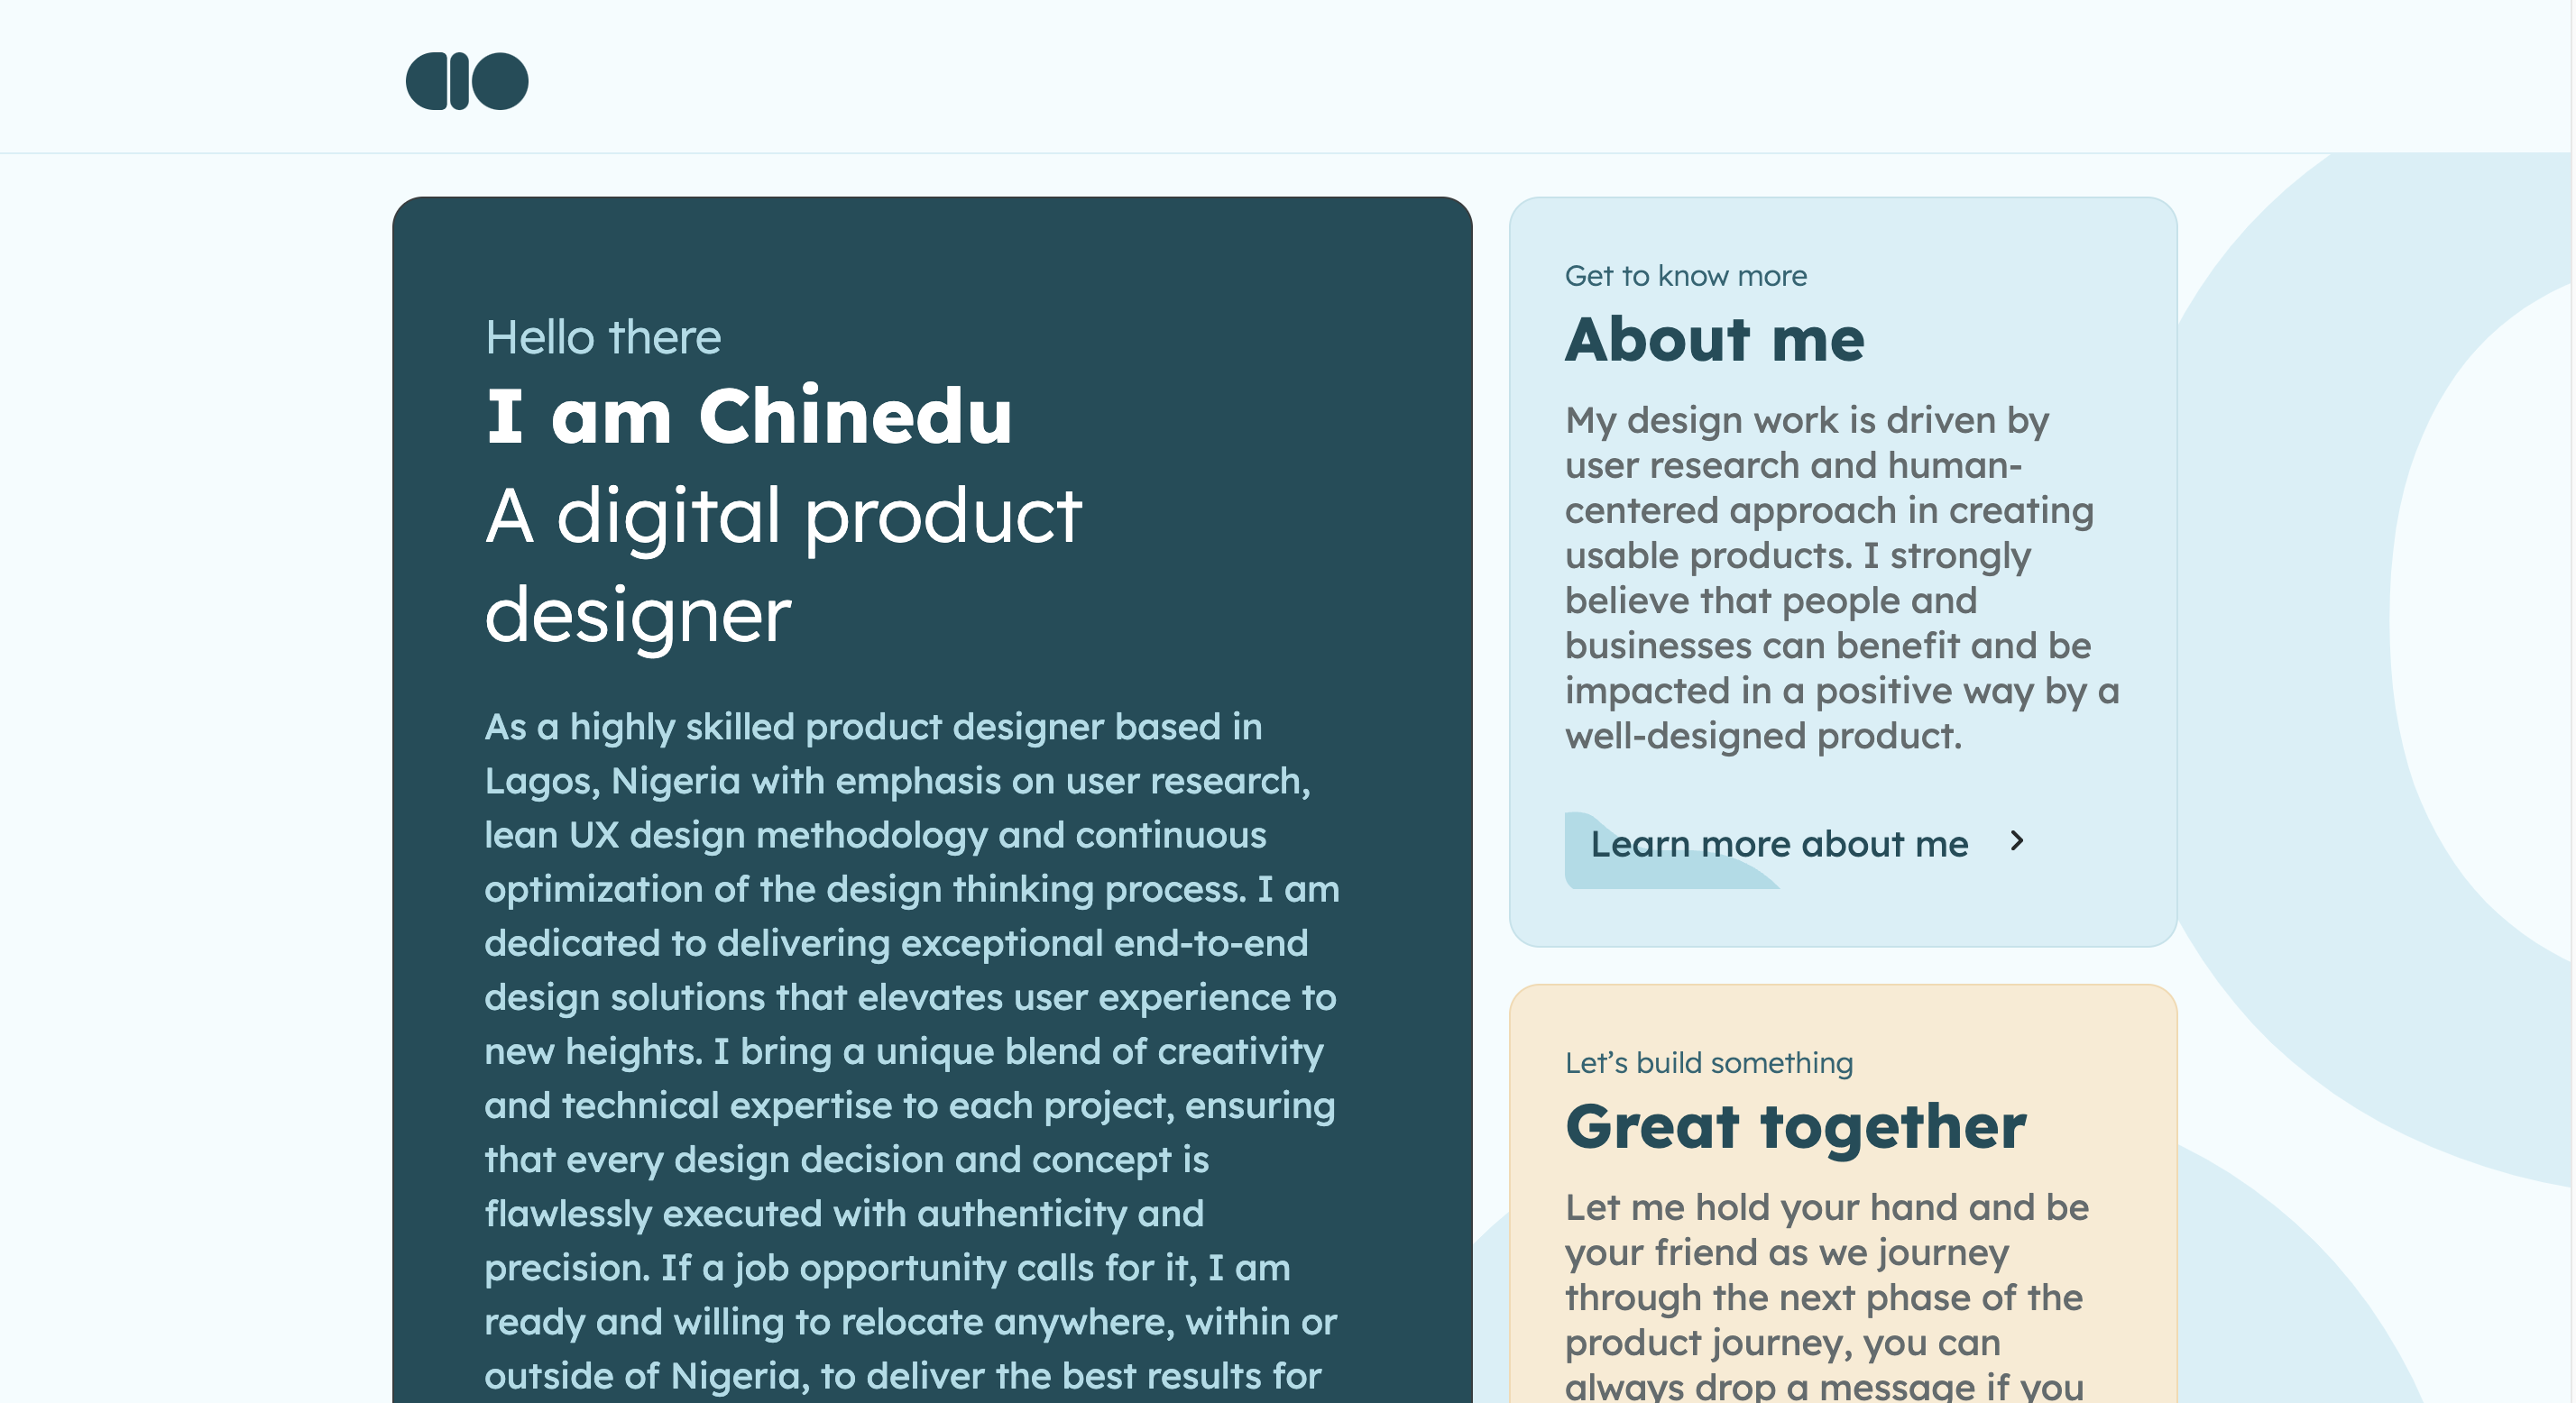 Hello there
I am Chinedu
A digital product
designer
As a highly skilled product designer based in
Lagos, Nigeria with emphasis on user research,
lean UX design methodology and continuous
optimization of the design thinking process. I am
dedicated to delivering exceptional end-to-end
design solutions that elevates user experience to
new heights. I bring a unique blend of creativity
and technical expertise to each project, ensuring
that every design decision and concept is
flawlessly executed with authenticity and
precision. If a job opportunity calls for it, I am
ready and willing to relocate anywhere, within or
outside of Nigeria, to deliver the best results for
Get to know more
About me
My design work is driven by
user research and human-
centered approach in creating
usable products. I strongly
believe that people and
businesses can benefit and be
impacted in a positive way by a
well-designed product.
Learn more about me
Let’s build something
Great together
Let me hold your hand and be
your friend as we journey
through the next phase of the
product journey, you can
always drop a message if you